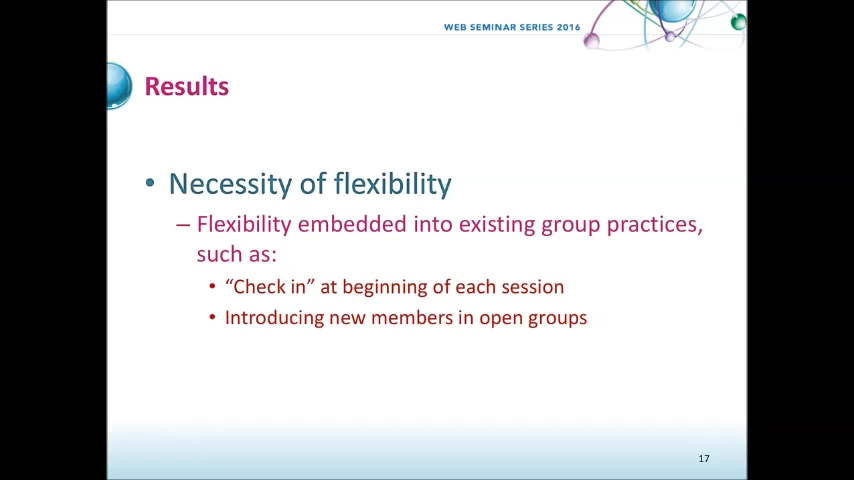 WEB SEMINAR SERIES 2016
Results
• Necessity of flexibility
– Flexibility embedded into existing group practices,
such as:
• “Check in” at beginning of each session
• Introducing new members in open groups
17